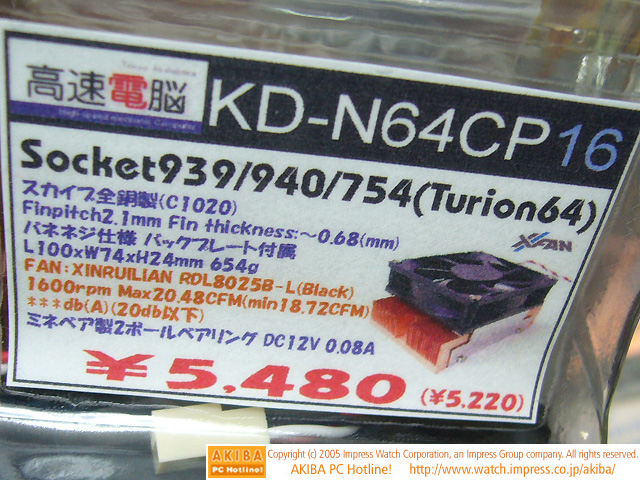 高速電脳
High-speed electronic Company
KD-N64CP16
Socket939/940/754(Turion64)
スカイブ全銅製(C1020)
Finpitch2.1mm Fin thickness:～0.68(mm)
バネネジ仕様 バックプレート付属
L100xW74xH24mm 654g
FAN:XINRUILIAN RDL8025B-L(Black)
1600rpm Max20.48CFM(min18.72CFM)
***db(A)(20db以下)
ミネベア製2ボールベアリング DC12V 0.08A
XFAN
¥5,480 (¥5,220)
AKIBA PC Hotline!
Copyright (c) 2005 Impress Watch Corporation, an Impress Group company. All rights reserved.
AKIBA PC Hotline! http://www.watch.impress.co.jp/akiba/